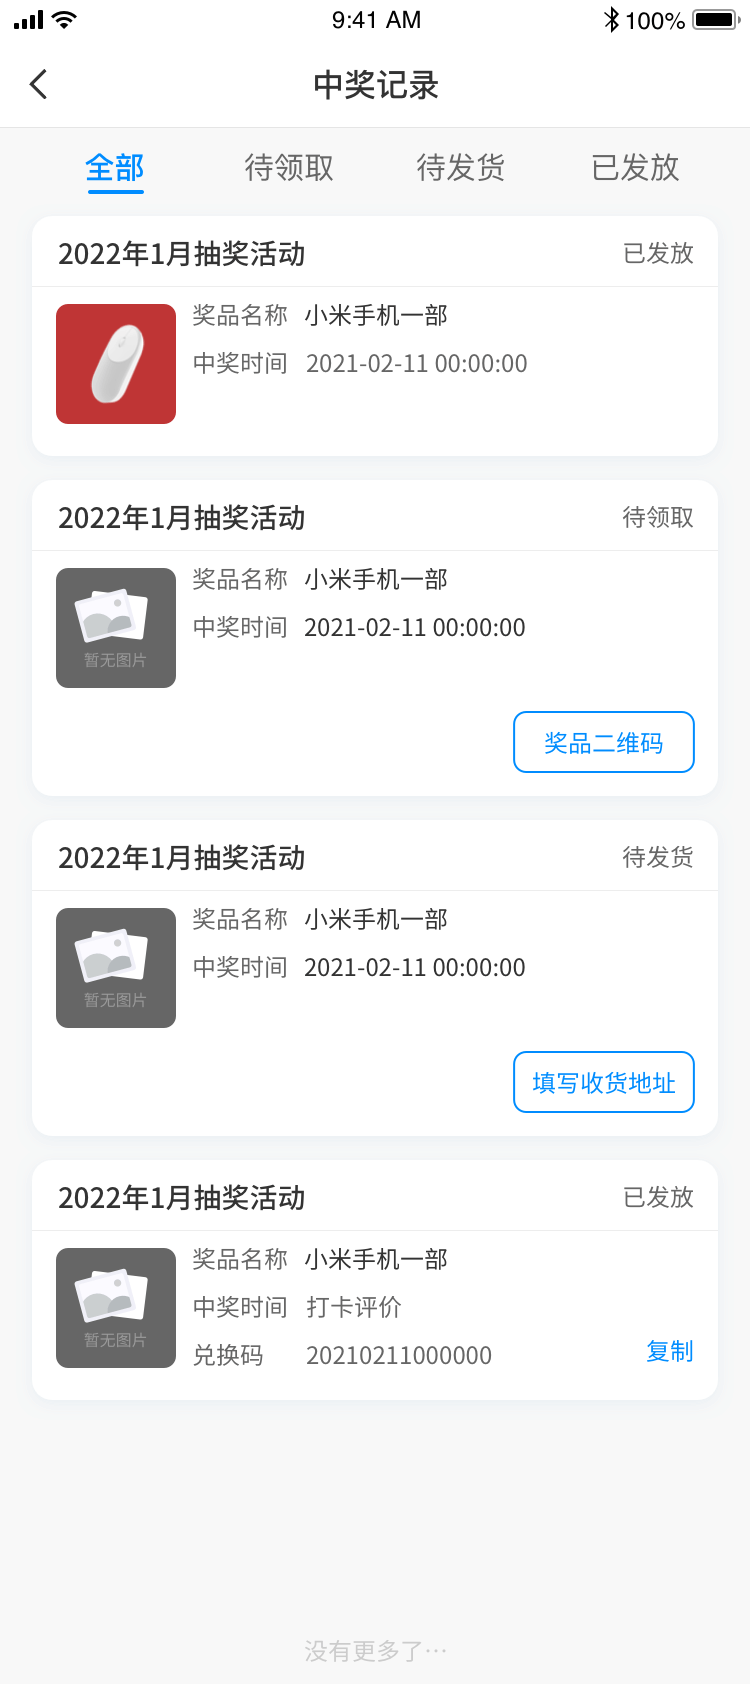 9:41 AM
100%
中奖记录
全部 待领取 待发货 已发放
2022年1月抽奖活动 已发放
奖品名称 小米手机一部
中奖时间 2021-02-11 00:00:00
2022年1月抽奖活动 待领取
奖品名称 小米手机一部
中奖时间 2021-02-11 00:00:00
暂无图片
奖品二维码
2022年1月抽奖活动 待发货
奖品名称 小米手机一部
中奖时间 2021-02-11 00:00:00
暂无图片
填写收货地址
2022年1月抽奖活动 已发放
奖品名称 小米手机一部
中奖时间 打卡评价
暂无图片
兑换码 20210211000000 复制
没有更多了…